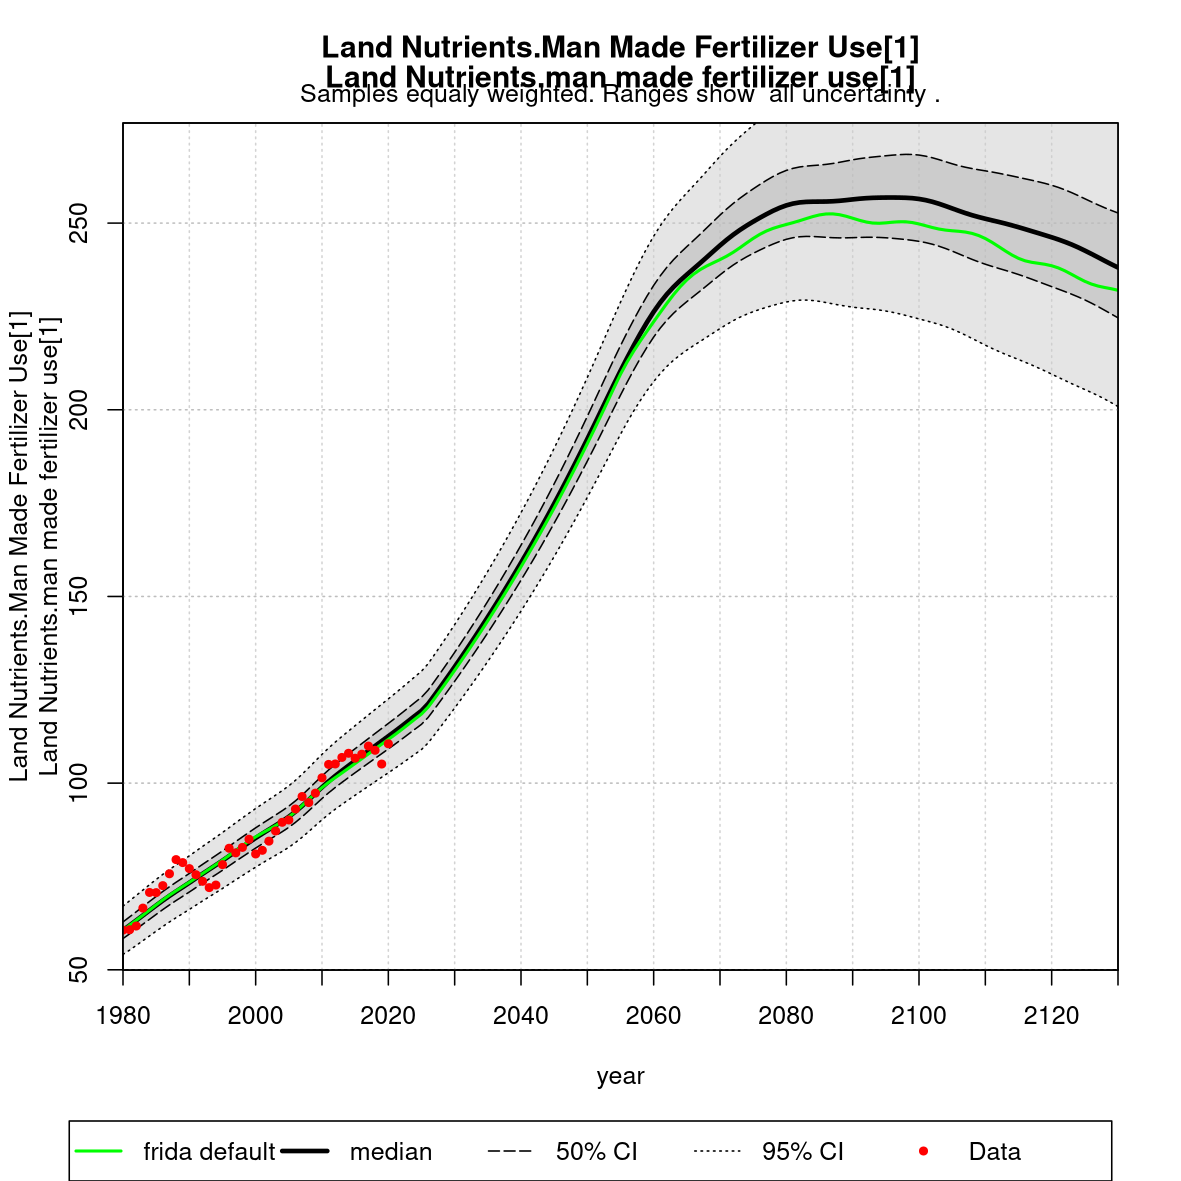 Land Nutrients.Man Made Fertilizer Use[1]
Land Nutrients.man made fertilizer use[1]
Samples equaly weighted. Ranges show  all uncertainty .
Land Nutrients.Man Made Fertilizer Use[1]
Land Nutrients.man made fertilizer use[1]
250
200
150
100
50
1980 2000 2020 2040 2060 2080 2100 2120
year
frida default median 50% CI 95% CI Data